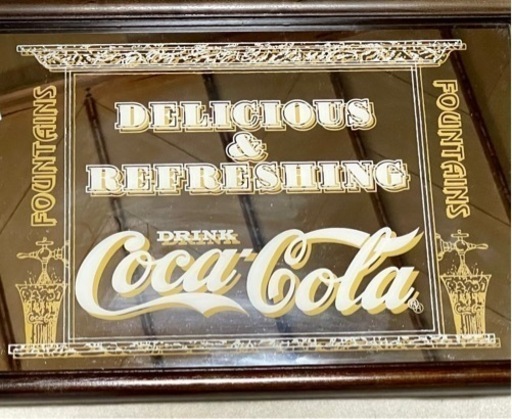 DELICIOUS
&
REFRESHING
DRINK
Coca-Cola
FOUNTAINS
FOUNTAINS